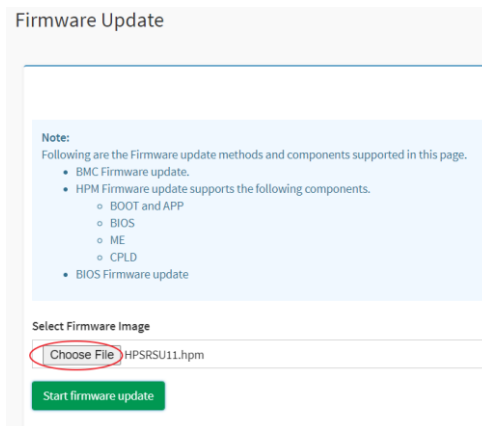 Firmware Update
Note:
Following are the Firmware update methods and components supported in this page.
• BMC Firmware update.
• HPM Firmware update supports the following components.
◦ BOOT and APP
◦ BIOS
◦ ME
◦ CPLD
• BIOS Firmware update
Select Firmware Image
Choose File HPSRSU11.hpm
Start firmware update